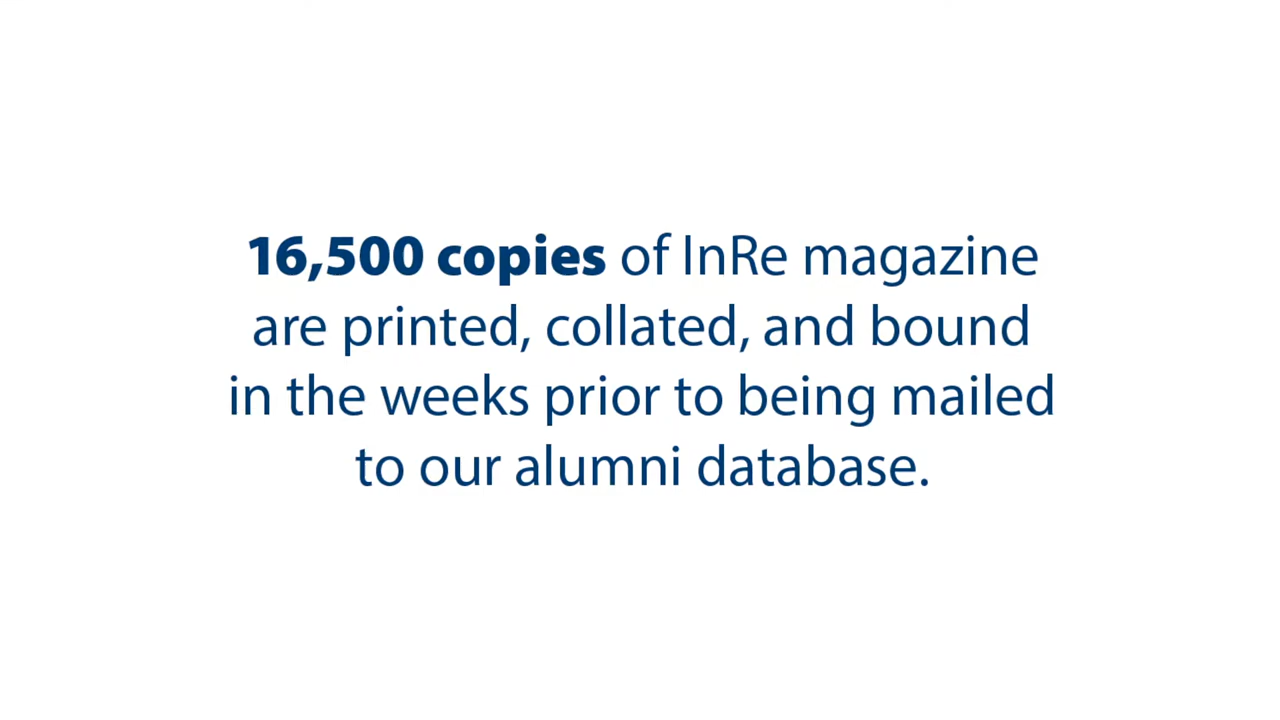 16,500 copies of InRe magazine
are printed, collated, and bound
in the weeks prior to being mailed
to our alumni database.